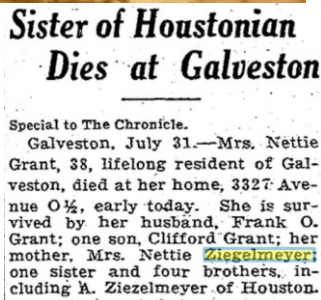 Sister of Houstonian
Dies at Galveston
Special to The Chronicle.
Galveston, July 31.—Mrs. Nettie
Grant, 38, lifelong resident of Gal-
veston, died at her home, 3327 Ave-
nue O½, early today. She is sur-
vived by her husband, Frank O.
Grant; one son, Clifford Grant; her
mother, Mrs. Nettie Ziegelmeyer;
one sister and four brothers, in-
cluding A. Ziezelmeyer of Houston.